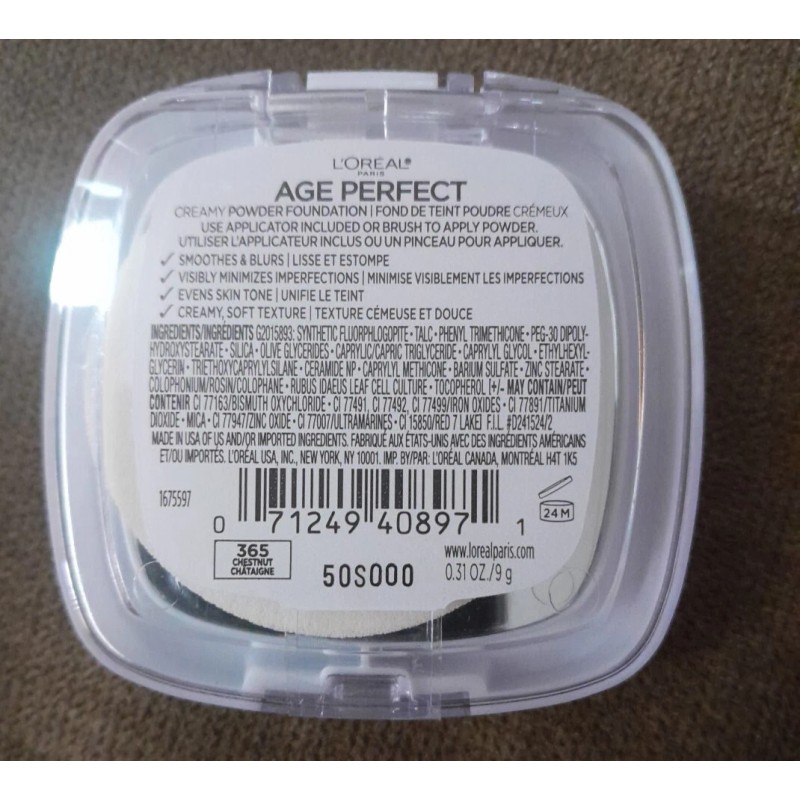 L'ORÉAL®
PARIS
AGE PERFECT
CREAMY POWDER FOUNDATION | FOND DE TEINT POUDRE CRÉMEUX
USE APPLICATOR INCLUDED OR BRUSH TO APPLY POWDER.
UTILISER L'APPLICATEUR INCLUS OU UN PINCEAU POUR APPLIQUER.
✓ SMOOTHES & BLURS | LISSE ET ESTOMPE
✓ VISIBLY MINIMIZES IMPERFECTIONS | MINIMISE VISIBLEMENT LES IMPERFECTIONS
✓ EVENS SKIN TONE | UNIFIE LE TEINT
✓ CREAMY, SOFT TEXTURE | TEXTURE CÉMEUSE ET DOUCE
INGREDIENTS/INGRÉDIENTS G2015893: SYNTHETIC FLUORPHLOGOPITE • TALC • PHENYL TRIMETHICONE • PEG-30 DIPOLY-
HYDROXYSTEARATE • SILICA • OLIVE GLYCERIDES • CAPRYLIC/CAPRIC TRIGLYCERIDE • CAPRYLYL GLYCOL • ETHYLHEXYL-
GLYCERIN • TRIETHOXYCAPRYLYLSILANE • CERAMIDE NP • CAPRYLYL METHICONE • BARIUM SULFATE • ZINC STEARATE •
COLOPHONIUM/ROSIN/COLOPHANE • RUBUS IDAEUS LEAF CELL CULTURE • TOCOPHEROL [+/- MAY CONTAIN/PEUT
CONTENIR CI 77163/BISMUTH OXYCHLORIDE • CI 77491, CI 77492, CI 77499/IRON OXIDES • CI 77891/TITANIUM
DIOXIDE • MICA • CI 77947/ZINC OXIDE • CI 77007/ULTRAMARINES • CI 15850/RED 7 LAKE] F.I.L. #D241524/2
MADE IN USA OF US AND/OR IMPORTED INGREDIENTS. FABRIQUÉ AUX ÉTATS-UNIS AVEC DES INGRÉDIENTS AMÉRICAINS
ET/OU IMPORTÉS. L'ORÉAL USA, INC., NEW YORK, NY 10001. IMP. BY/PAR: L'ORÉAL CANADA, MONTRÉAL H4T 1K5
1675597
0 71249 40897 1
24 M
365
CHESTNUT
CHÂTAIGNE
50S000
www.lorealparis.com
0.31 OZ./9 g